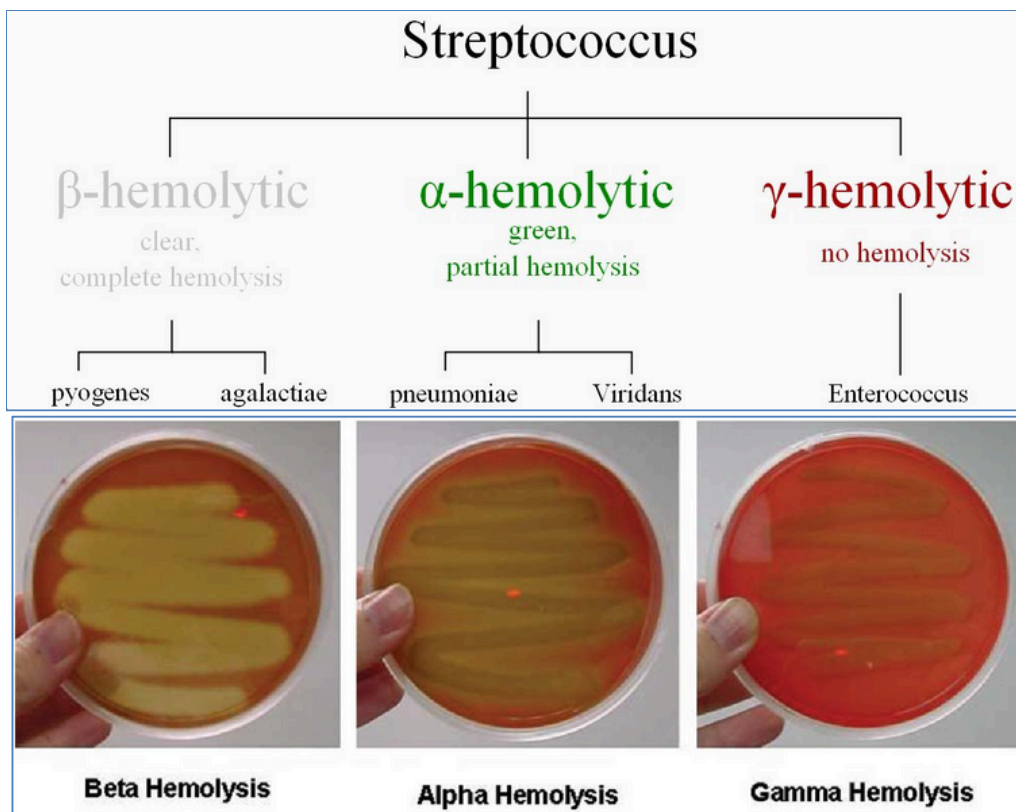 Streptococcus
β-hemolytic
clear,
complete hemolysis
α-hemolytic
green,
partial hemolysis
γ-hemolytic
no hemolysis
pyogenes
agalactiae
pneumoniae
Viridans
Enterococcus
Beta Hemolysis
Alpha Hemolysis
Gamma Hemolysis